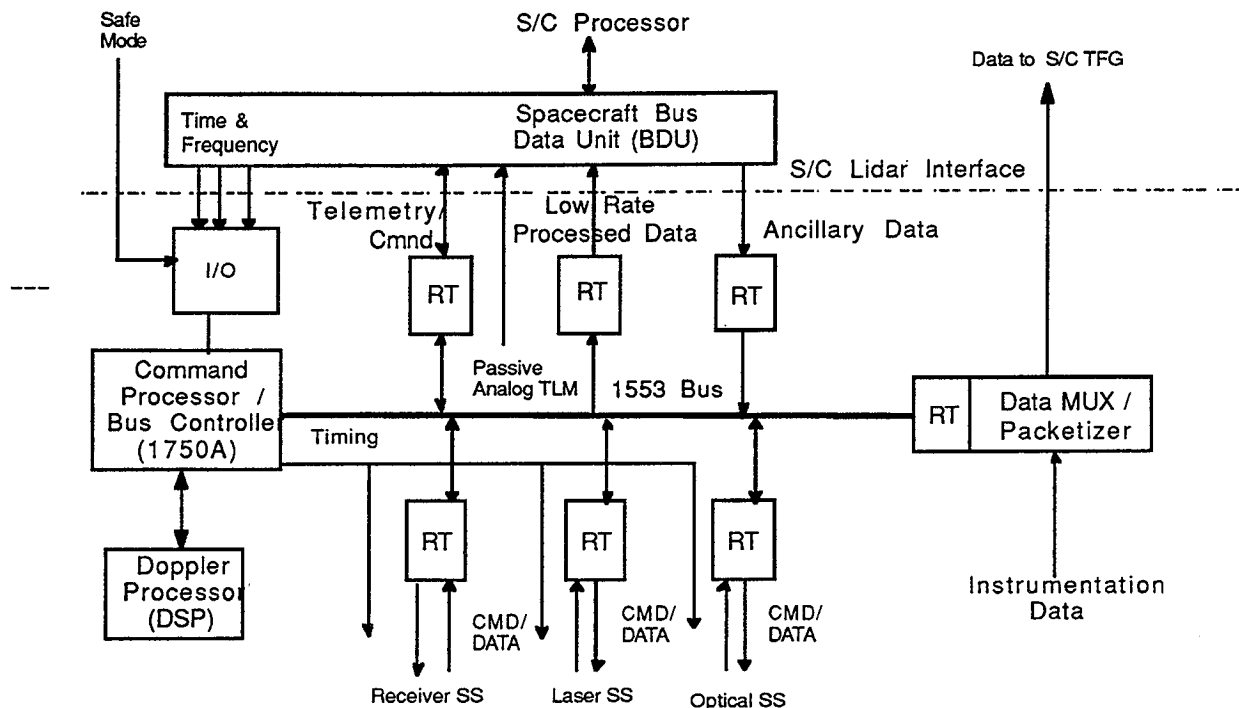 Safe
Mode
S/C Processor
Data to S/C TFG
Time &
Frequency
Spacecraft Bus
Data Unit (BDU)
S/C Lidar Interface
Telemetry/
Cmnd
Low Rate
Processed Data
Ancillary Data
I/O
RT
RT
RT
Command
Processor /
Bus Controller
(1750A)
Passive
Analog TLM
1553 Bus
RT
Data MUX /
Packetizer
Timing
RT
RT
RT
Doppler
Processor
(DSP)
CMD/
DATA
CMD/
DATA
CMD/
DATA
Instrumentation
Data
Receiver SS
Laser SS
Optical SS